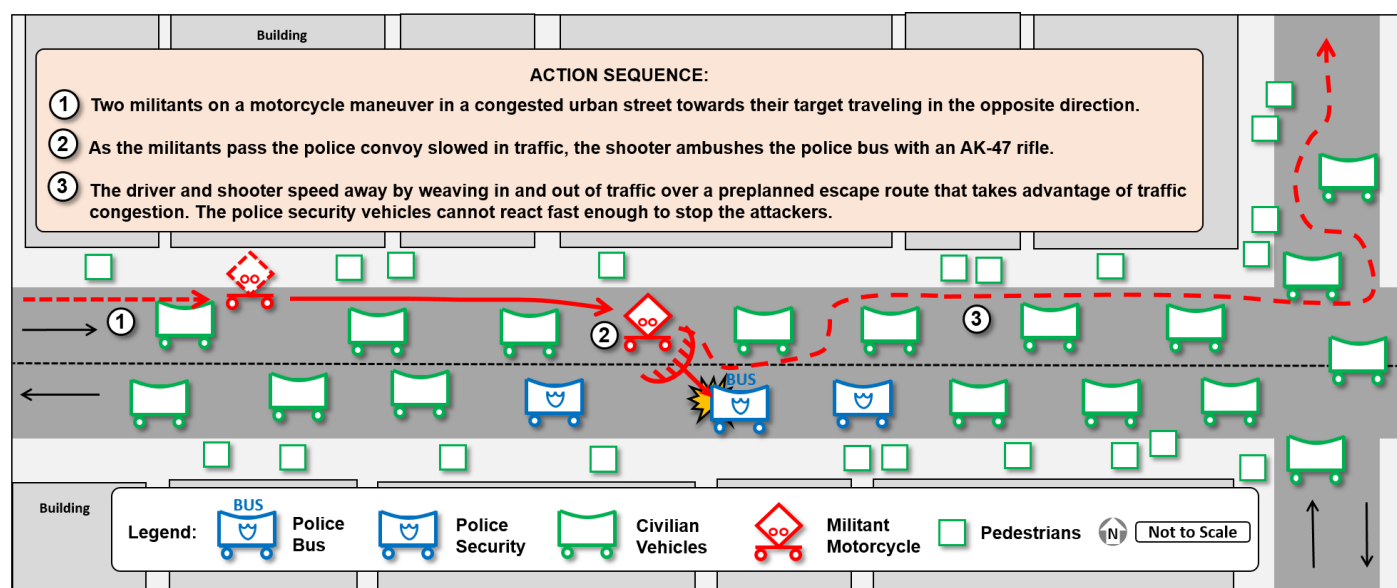 Building
ACTION SEQUENCE:
1 Two militants on a motorcycle maneuver in a congested urban street towards their target traveling in the opposite direction.
2 As the militants pass the police convoy slowed in traffic, the shooter ambushes the police bus with an AK-47 rifle.
3 The driver and shooter speed away by weaving in and out of traffic over a preplanned escape route that takes advantage of traffic
congestion. The police security vehicles cannot react fast enough to stop the attackers.
1
2
3
BUS
Building
Legend:
BUS
Police
Bus
Police
Security
Civilian
Vehicles
Militant
Motorcycle
Pedestrians
N
Not to Scale